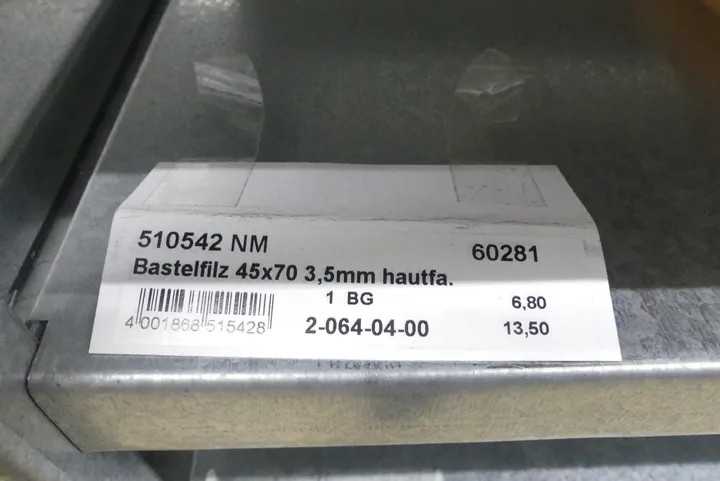 510542 NM 60281
Bastelfilz 45x70 3,5mm hautfa.
1 BG 6,80
4 001868 515428 2-064-04-00 13,50